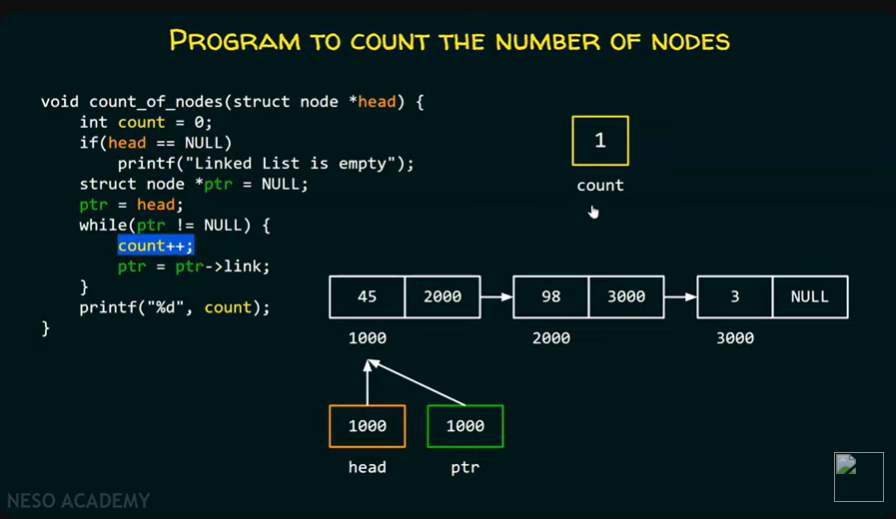 PROGRAM TO COUNT THE NUMBER OF NODES
void count_of_nodes(struct node *head) {
int count = 0;
if(head == NULL)
printf("Linked List is empty");
struct node *ptr = NULL;
ptr = head;
while(ptr != NULL) {
count++;
ptr = ptr->link;
}
printf("%d", count);
}
1
count
45 2000 98 3000 3 NULL
1000 2000 3000
1000 1000
head ptr
NESO ACADEMY